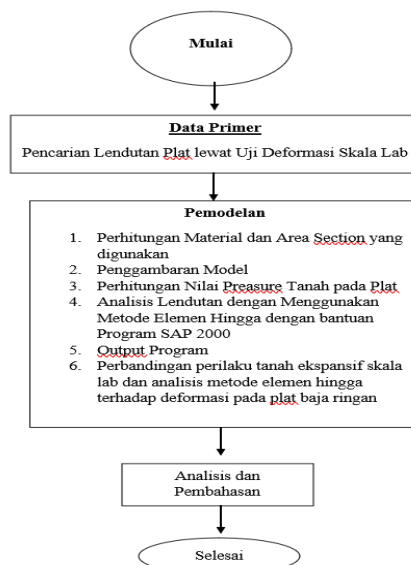 Mulai
Data Primer
Pencarian Lendutan Plat lewat Uji Deformasi Skala Lab
Pemodelan
1. Perhitungan Material dan Area Section yang
digunakan
2. Penggambaran Model
3. Perhitungan Nilai Preasure Tanah pada Plat
4. Analisis Lendutan dengan Menggunakan
Metode Elemen Hingga dengan bantuan
Program SAP 2000
5. Output Program
6. Perbandingan perilaku tanah ekspansif skala
lab dan analisis metode elemen hingga
terhadap deformasi pada plat baja ringan
Analisis dan
Pembahasan
Selesai